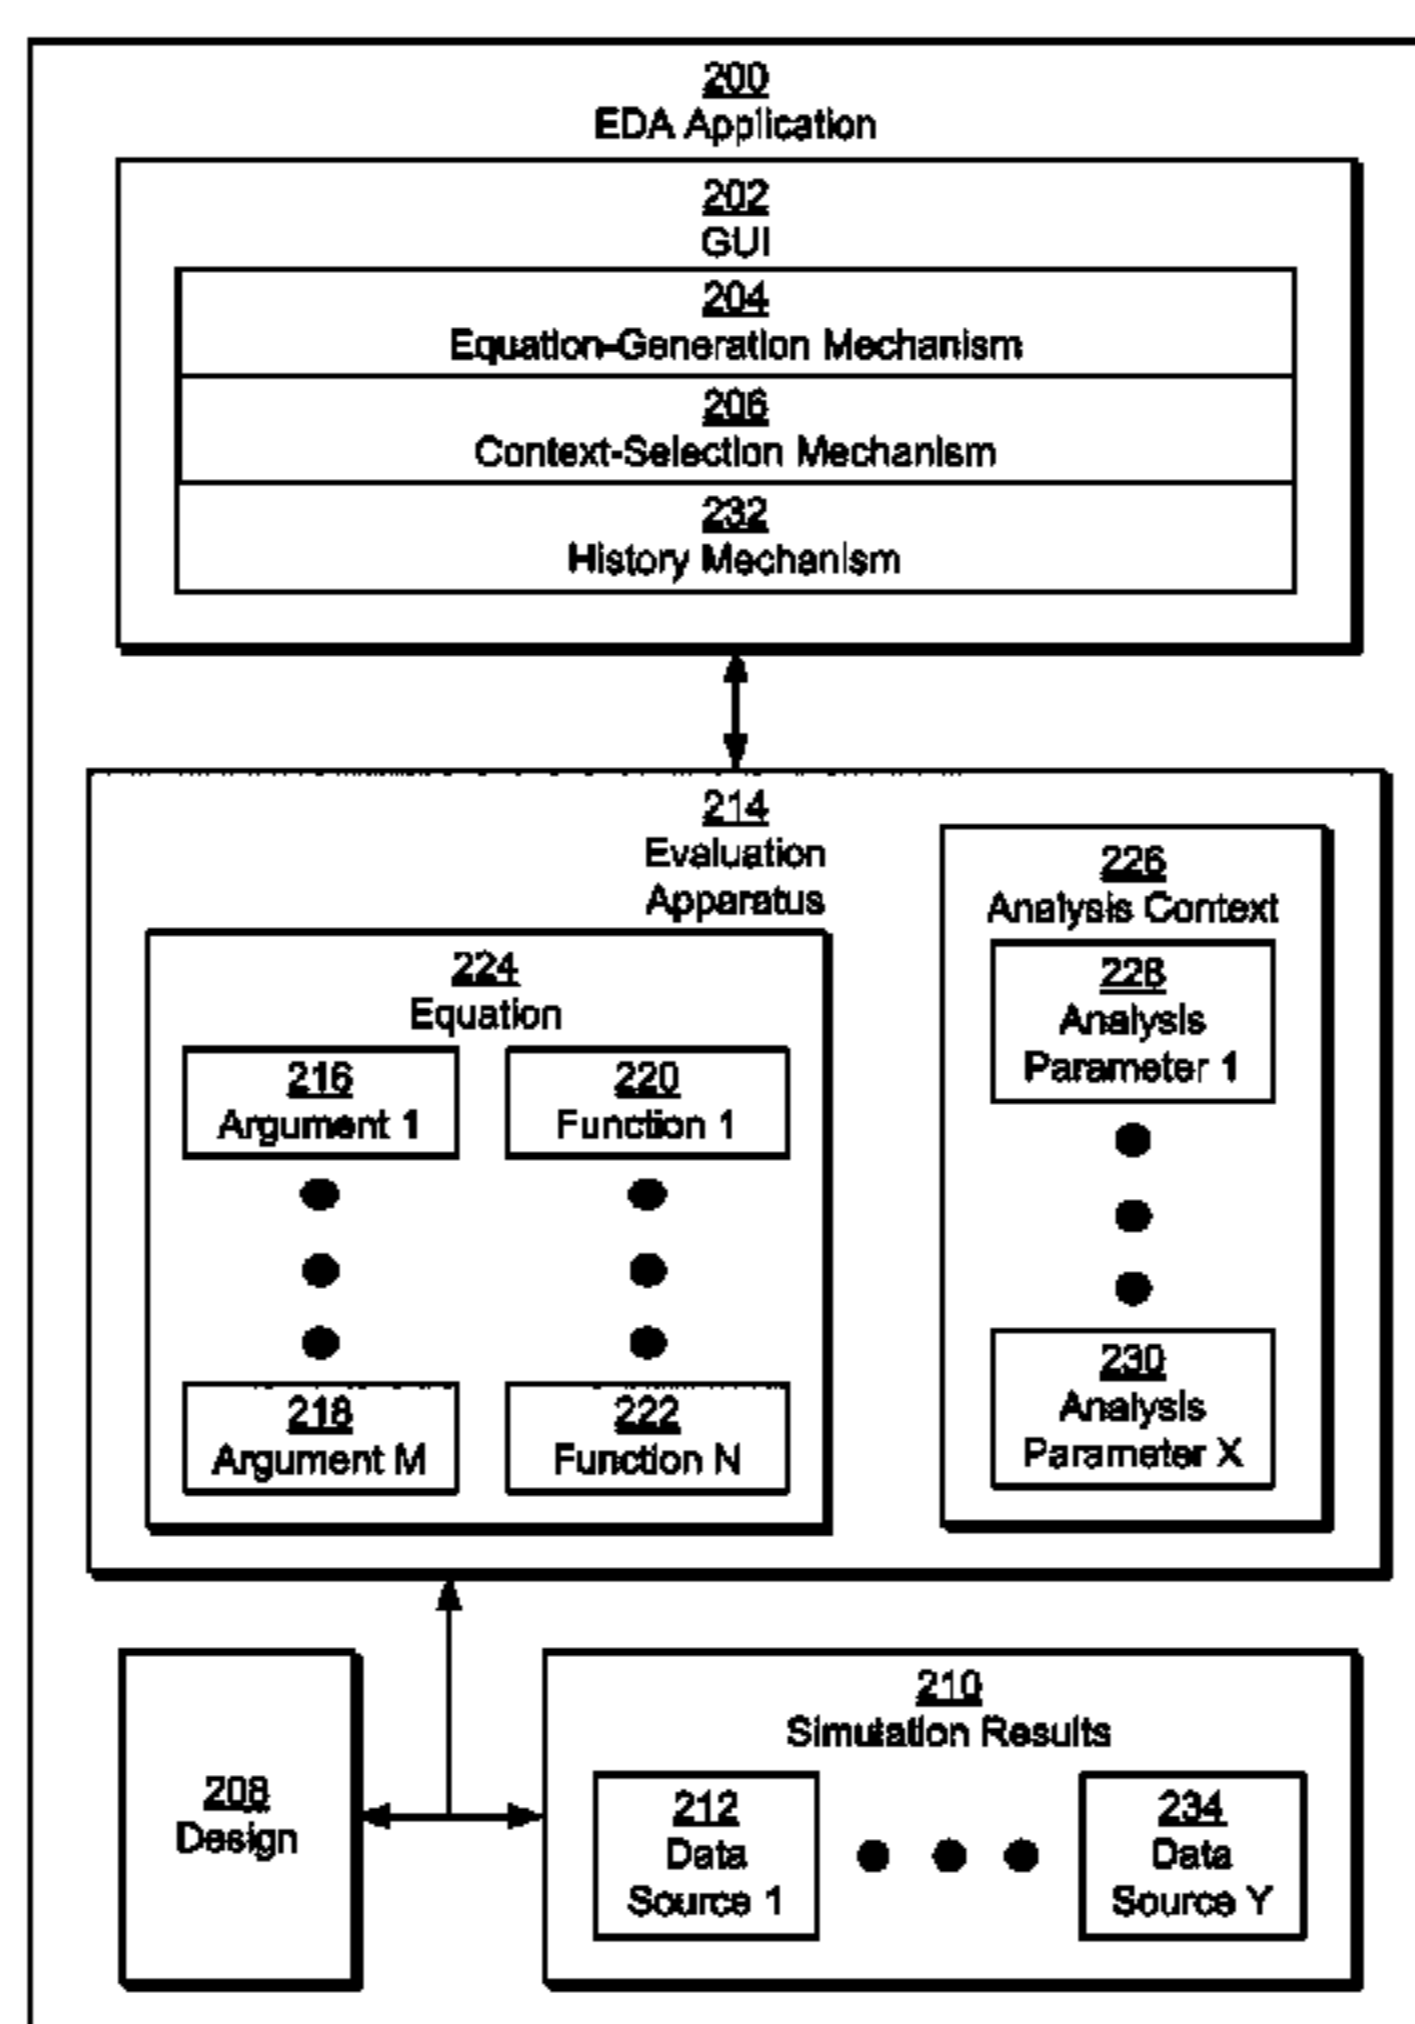 200
EDA Application
202
GUI
204
Equation-Generation Mechanism
206
Context-Selection Mechanism
232
History Mechanism
214
Evaluation
Apparatus
224
Equation
216
Argument 1
220
Function 1
218
Argument M
222
Function N
226
Analysis Context
228
Analysis
Parameter 1
230
Analysis
Parameter X
208
Design
210
Simulation Results
212
Data
Source 1
234
Data
Source Y